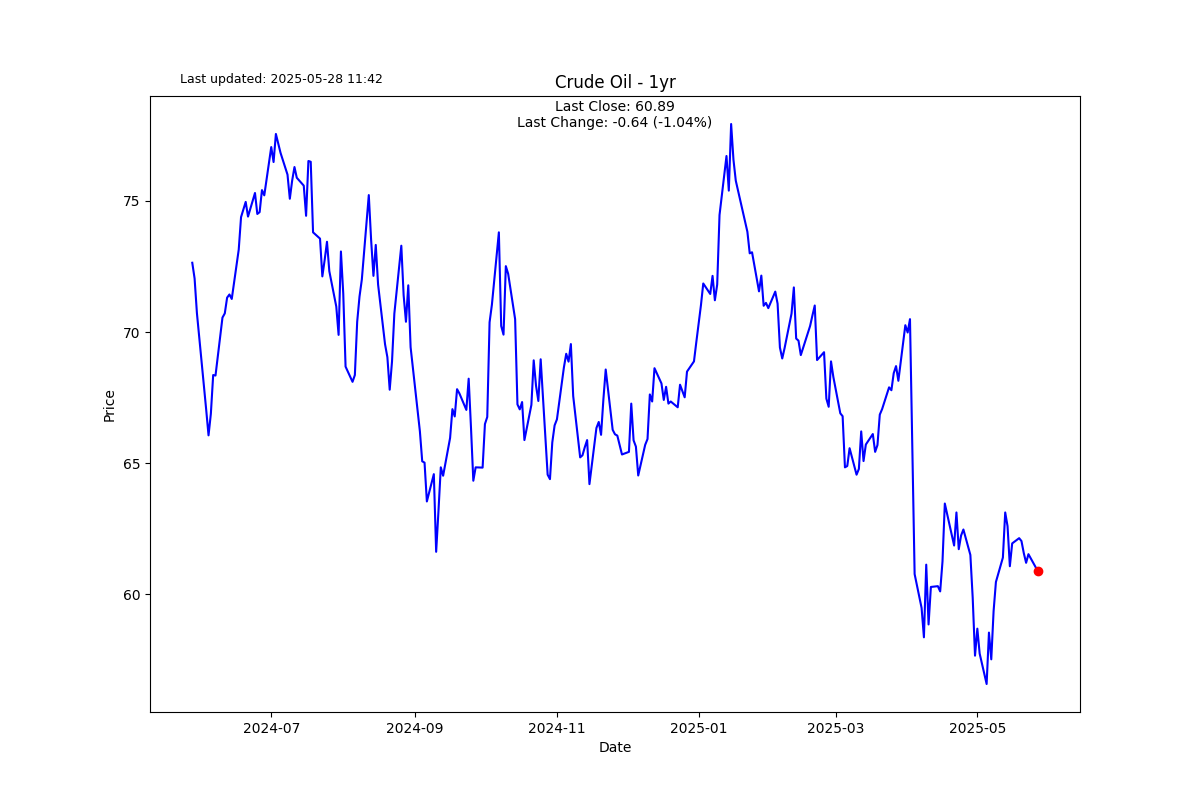 Last updated: 2025-05-28 11:42
Crude Oil - 1yr
Last Close: 60.89
Last Change: -0.64 (-1.04%)
75
70
65
60
Price
2024-07
2024-09
2024-11
2025-01
2025-03
2025-05
Date